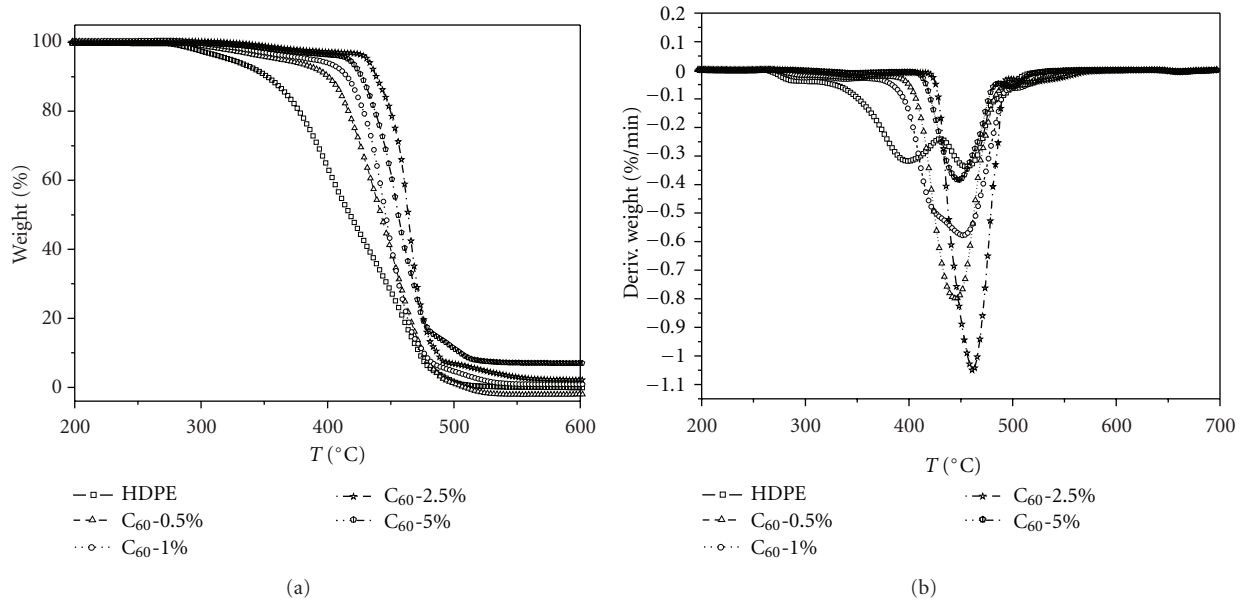 100
80
60
40
20
0
Weight (%)
200 300 400 500 600
T (°C)
HDPE
C60-0.5%
C60-1%
C60-2.5%
C60-5%
(a)
0.2
0.1
0
−0.1
−0.2
−0.3
−0.4
−0.5
−0.6
−0.7
−0.8
−0.9
−1
−1.1
Deriv. weight (%/min)
200 300 400 500 600 700
T (°C)
HDPE
C60-0.5%
C60-1%
C60-2.5%
C60-5%
(b)